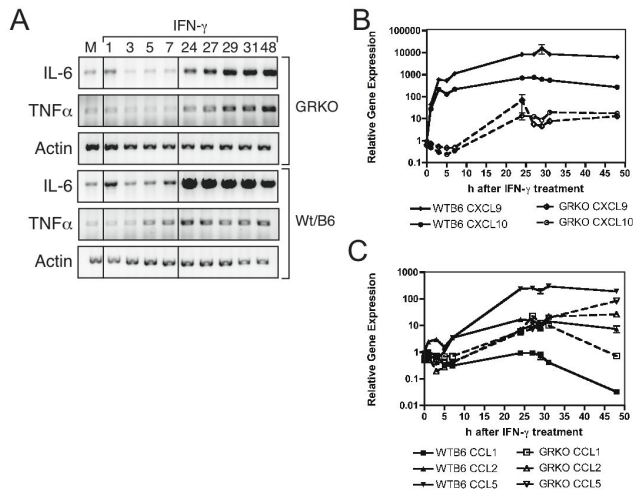 A
IFN-γ
M 1 3 5 7 24 27 29 31 48
IL-6
TNFα
Actin
GRKO
IL-6
TNFα
Actin
Wt/B6
B
Relative Gene Expression
100000
10000
1000
100
10
1
0.1
0 5 10 15 20 25 30 35 40 45 50
h after IFN-γ treatment
WTB6 CXCL9
WTB6 CXCL10
GRKO CXCL9
GRKO CXCL10
C
Relative Gene Expression
1000
100
10
1
0.1
0.01
0 5 10 15 20 25 30 35 40 45 50
h after IFN-γ treatment
WTB6 CCL1
WTB6 CCL2
WTB6 CCL5
GRKO CCL1
GRKO CCL2
GRKO CCL5